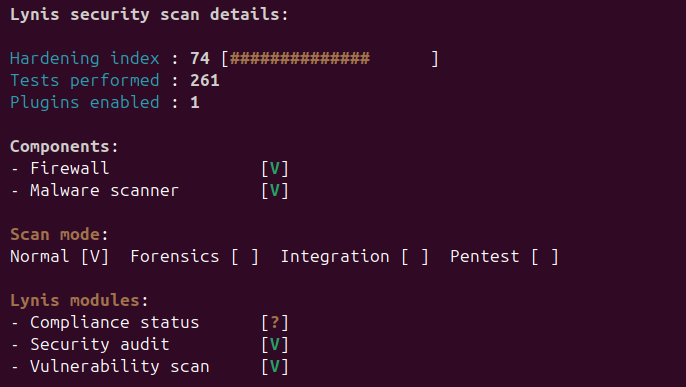 Lynis security scan details:
Hardening index : 74 [##############      ]
Tests performed : 261
Plugins enabled : 1
Components:
- Firewall               [V]
- Malware scanner        [V]
Scan mode:
Normal [V]  Forensics [ ]  Integration [ ]  Pentest [ ]
Lynis modules:
- Compliance status      [?]
- Security audit         [V]
- Vulnerability scan     [V]